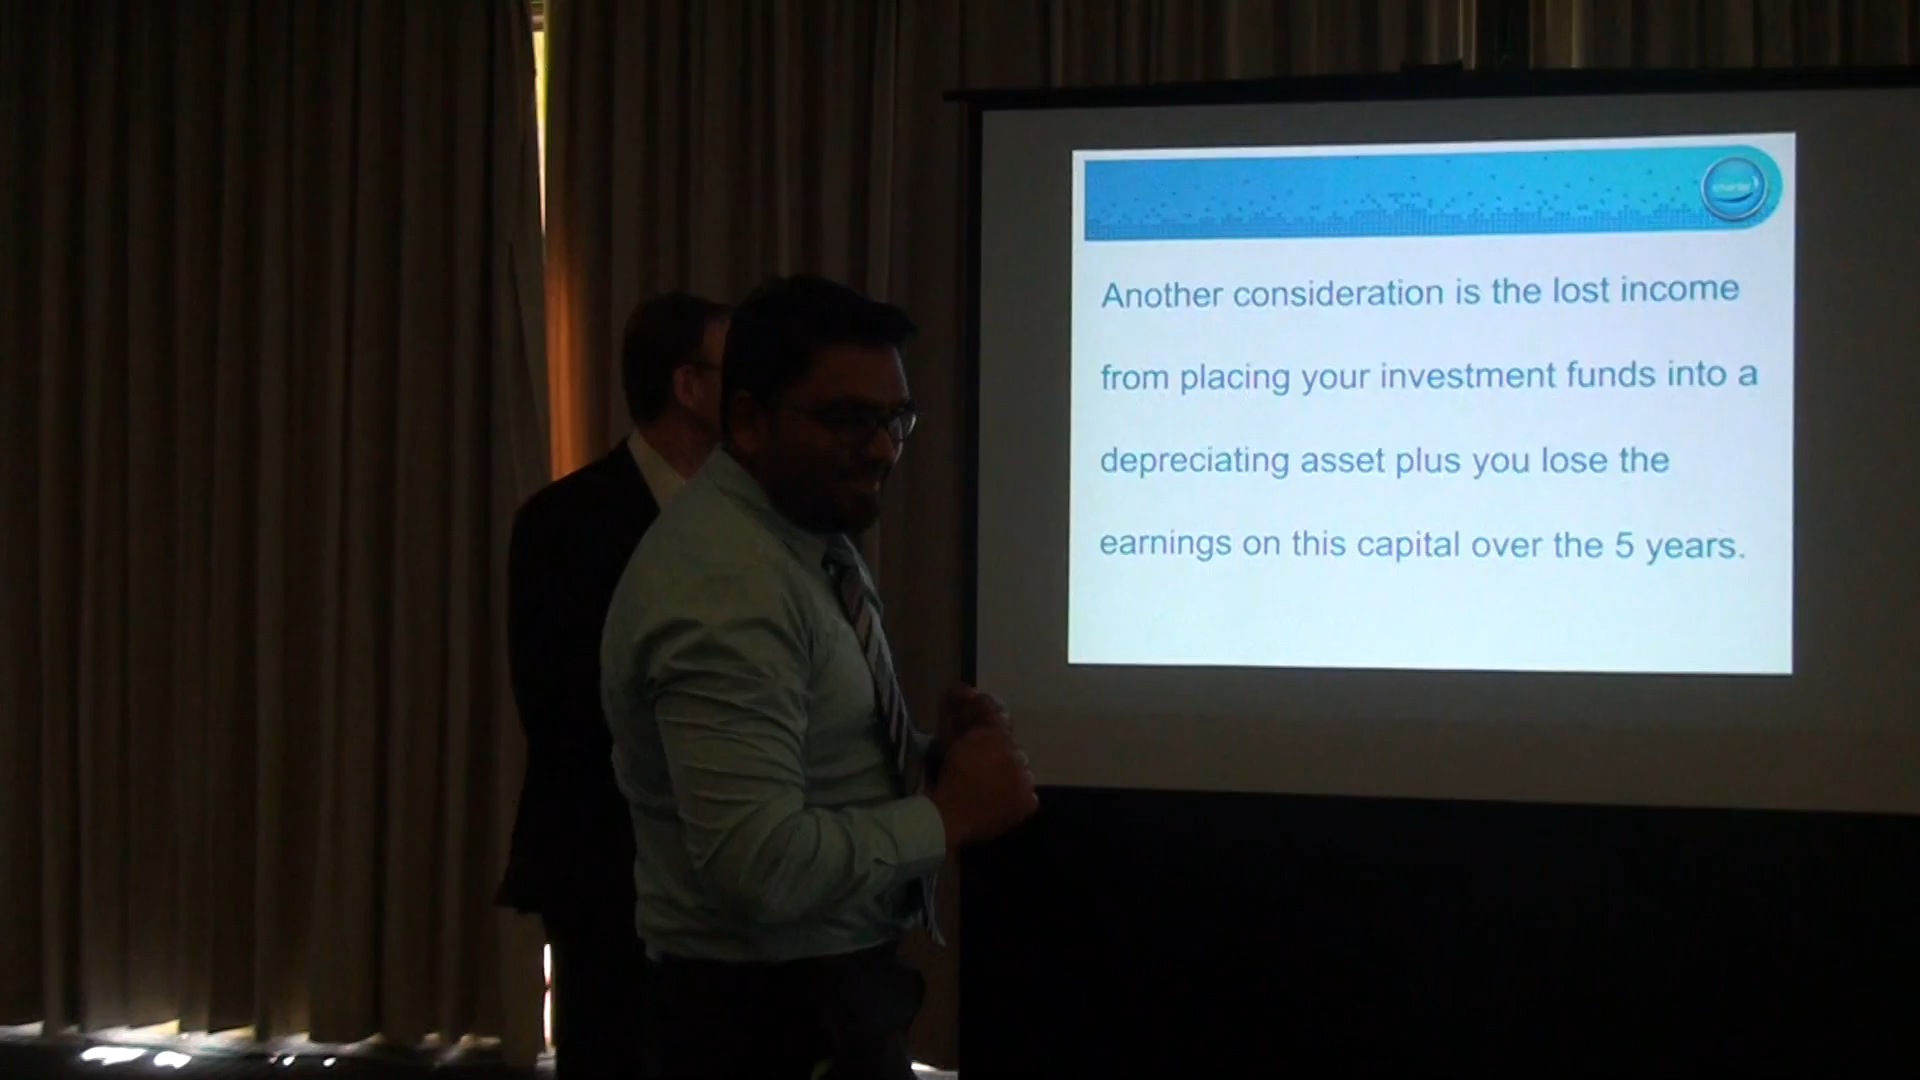 Another consideration is the lost income
from placing your investment funds into a
depreciating asset plus you lose the
earnings on this capital over the 5 years.